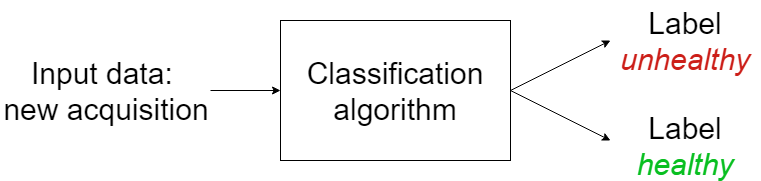 Input data:
new acquisition
Classification
algorithm
Label
unhealthy
Label
healthy